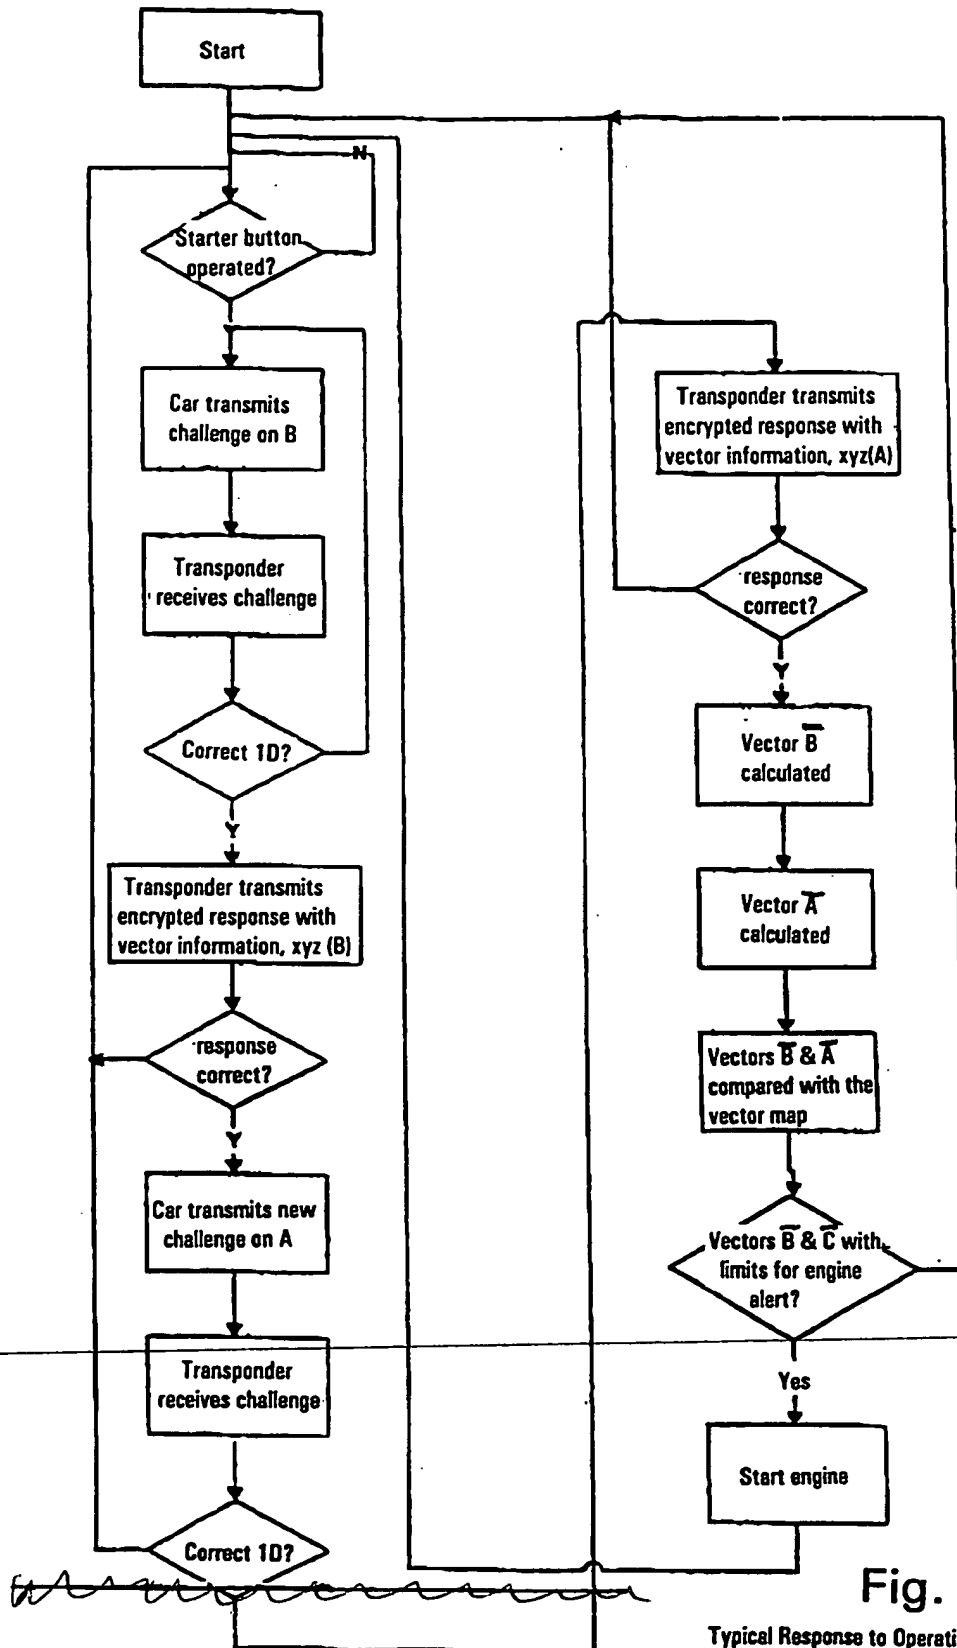 Start
N
Starter button
operated?
Y
Car transmits
challenge on B
Transponder
receives challenge
Correct 1D?
Y
Transponder transmits
encrypted response with
vector information, xyz (B)
response
correct?
Y
Car transmits new
challenge on A
Transponder
receives challenge
Correct 1D?
Transponder transmits
encrypted response with
vector information, xyz(A)
response
correct?
Y
Vector B̅
calculated
Vector A̅
calculated
Vectors B̅ & A̅
compared with the
vector map
Vectors B̅ & C̅ with
limits for engine
alert?
Yes
Start engine
Fig.
Typical Response to Operati